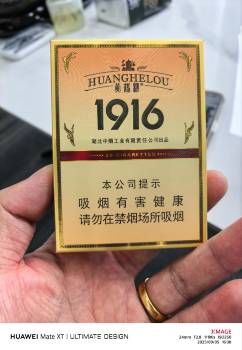 HUANGHELOU
黄鹤楼
1916
湖北中烟工业有限责任公司出品
20 CIGARETTES
本公司提示
吸烟有害健康
请勿在禁烟场所吸烟
HUAWEI Mate XT | ULTIMATE DESIGN
XMAGE